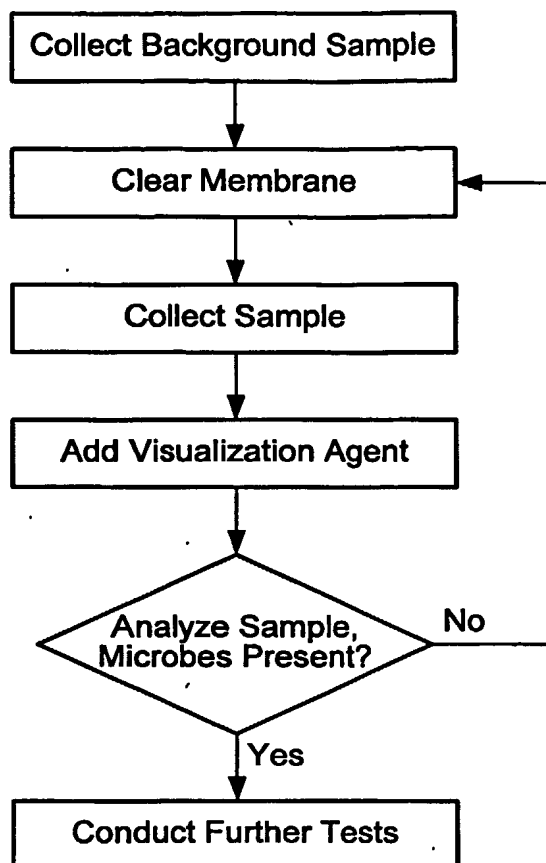 Collect Background Sample
Clear Membrane
Collect Sample
Add Visualization Agent
Analyze Sample,
Microbes Present?
No
Yes
Conduct Further Tests